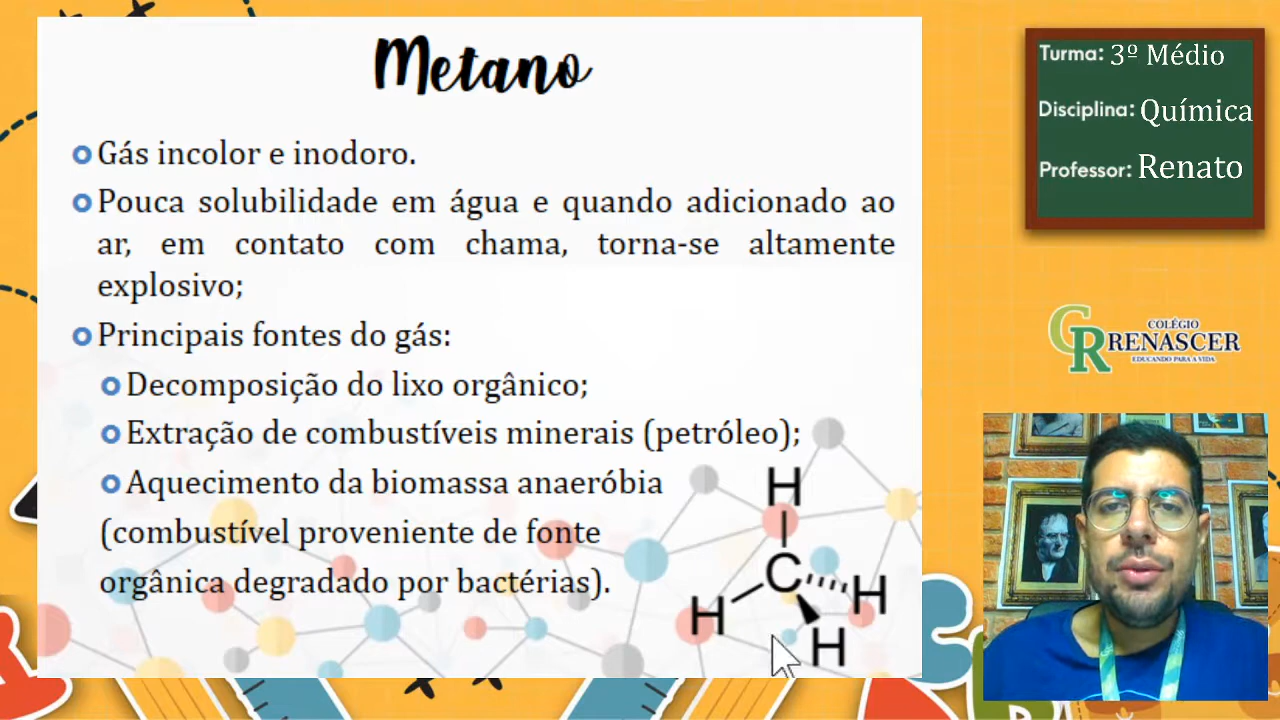 Metano
Gás incolor e inodoro.
Pouca solubilidade em água e quando adicionado ao
ar, em contato com chama, torna-se altamente
explosivo;
Principais fontes do gás:
Decomposição do lixo orgânico;
Extração de combustíveis minerais (petróleo);
Aquecimento da biomassa anaeróbia
(combustível proveniente de fonte
orgânica degradado por bactérias).
H
C
H
H
H
Turma: 3º Médio
Disciplina: Química
Professor: Renato
CR
COLÉGIO
RENASCER
EDUCANDO PARA A VIDA